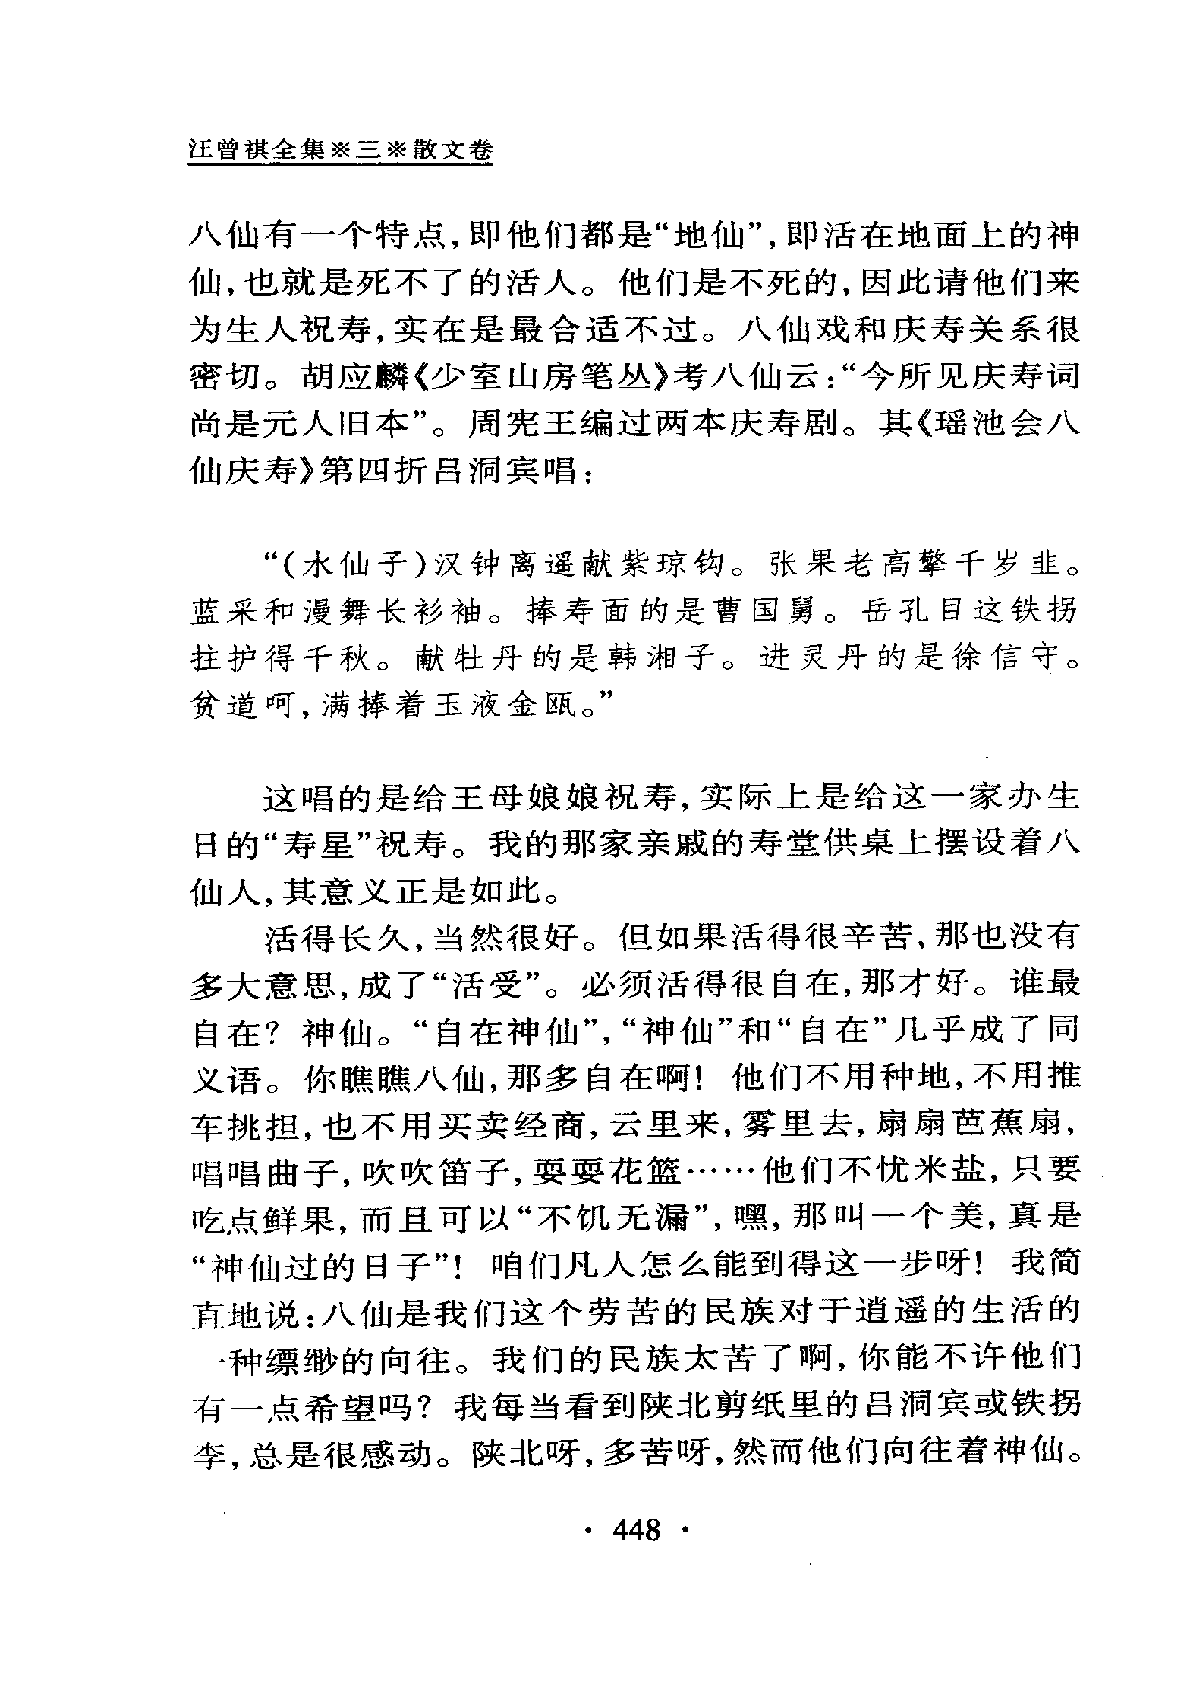 汪曾祺全集※三※散文卷
八仙有一个特点,即他们都是“地仙”,即活在地面上的神
仙,也就是死不了的活人。他们是不死的,因此请他们来
为生人祝寿,实在是最合适不过。八仙戏和庆寿关系很
密切。胡应麟《少室山房笔丛》考八仙云:“今所见庆寿词
尚是元人旧本”。周宪王编过两本庆寿剧。其《瑶池会八
仙庆寿》第四折吕洞宾唱:
“(水仙子)汉钟离遥献紫琼钩。张果老高擎千岁韭。
蓝采和漫舞长衫袖。捧寿面的是曹国舅。岳孔目这铁拐
拄护得千秋。献牡丹的是韩湘子。进灵丹的是徐信守。
贫道呵,满捧着玉液金瓯。”
这唱的是给王母娘娘祝寿,实际上是给这一家办生
日的“寿星”祝寿。我的那家亲戚的寿堂供桌上摆设着八
仙人,其意义正是如此。
活得长久,当然很好。但如果活得很辛苦、那也没有
多大意思,成了“活受”。必须活得很自在,那才好。谁最
自在?神仙。“自在神仙”,“神仙”和“自在”几乎成了同
义语。你瞧瞧八仙,那多自在啊!他们不用种地,不用推
车挑担,也不用买卖经商,云里来,雾里去,扇扇芭蕉扇,
唱唱曲子,吹吹笛子,耍耍花篮……他们不忧米盐,只要
吃点鲜果,而且可以“不饥无漏”,嘿,那叫一个美,真是
“神仙过的日子”!咱们凡人怎么能到得这一步呀!我简
直地说:八仙是我们这个劳苦的民族对于逍遥的生活的
一种缥缈的向往。我们的民族太苦了啊,你能不许他们
有一点希望吗?我每当看到陕北剪纸里的吕洞宾或铁拐
李,总是很感动。陕北呀,多苦呀,然而他们向往着神仙。
·448·